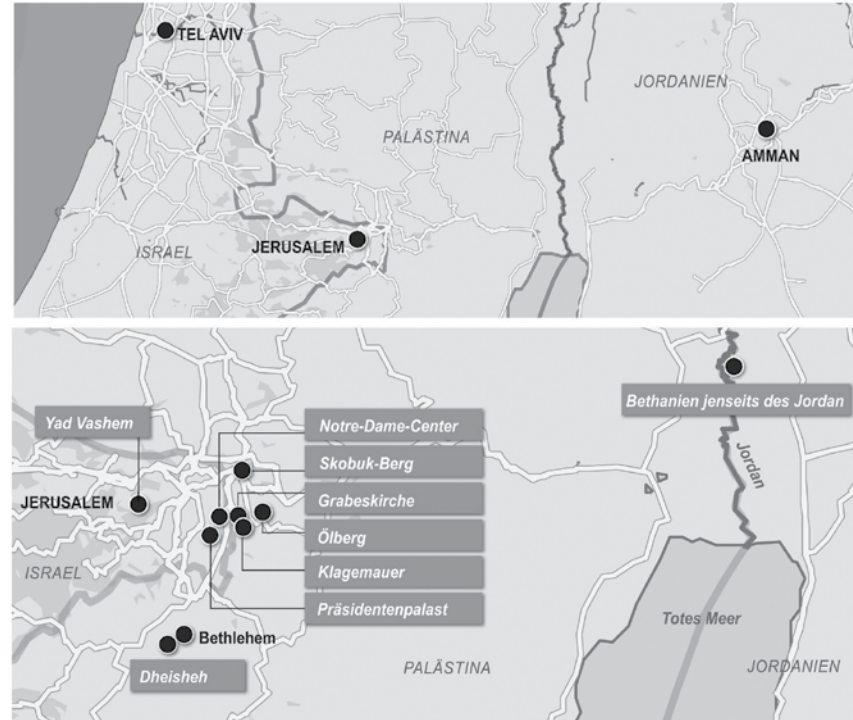 TEL AVIV
JORDANIEN
PALÄSTINA
AMMAN
ISRAEL
JERUSALEM
Bethanien jenseits des Jordan
Yad Vashem
Notre-Dame-Center
Skobuk-Berg
Jordan
JERUSALEM
Grabeskirche
Ölberg
ISRAEL
Klagemauer
Präsidentenpalast
Totes Meer
Bethlehem
PALÄSTINA
JORDANIEN
Dheisheh